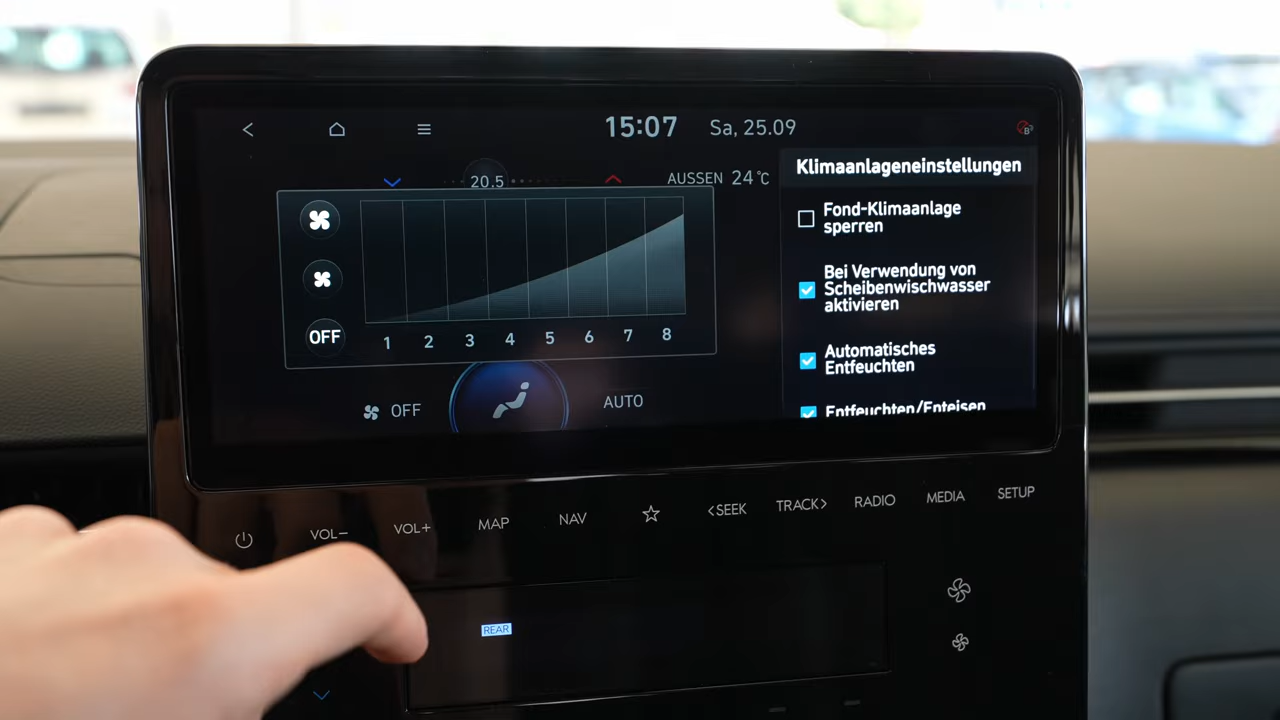 15:07 Sa, 25.09
20.5
AUSSEN 24°C
OFF
1 2 3 4 5 6 7 8
OFF
AUTO
Klimaanlageneinstellungen
Fond-Klimaanlage
sperren
Bei Verwendung von
Scheibenwischwasser
aktivieren
Automatisches
Entfeuchten
Entfeuchten/Enteisen
VOL− VOL+ MAP NAV <SEEK TRACK> RADIO MEDIA SETUP
REAR